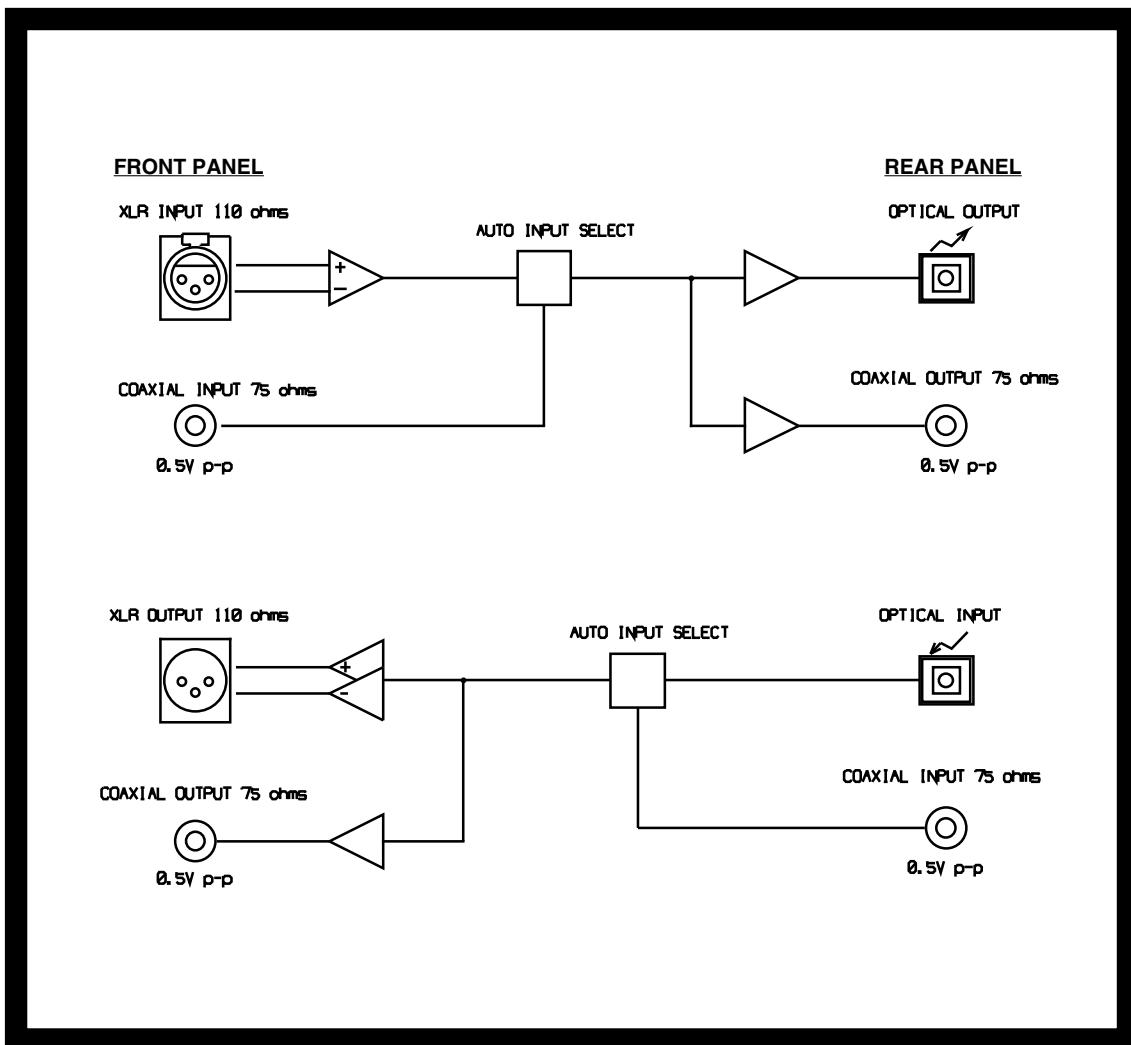 FRONT PANEL
REAR PANEL
XLR INPUT 110 ohms
OPTICAL OUTPUT
AUTO INPUT SELECT
+
−
COAXIAL INPUT 75 ohms
COAXIAL OUTPUT 75 ohms
0.5V p-p
0.5V p-p
XLR OUTPUT 110 ohms
OPTICAL INPUT
AUTO INPUT SELECT
+
-
COAXIAL INPUT 75 ohms
COAXIAL OUTPUT 75 ohms
0.5V p-p
0.5V p-p